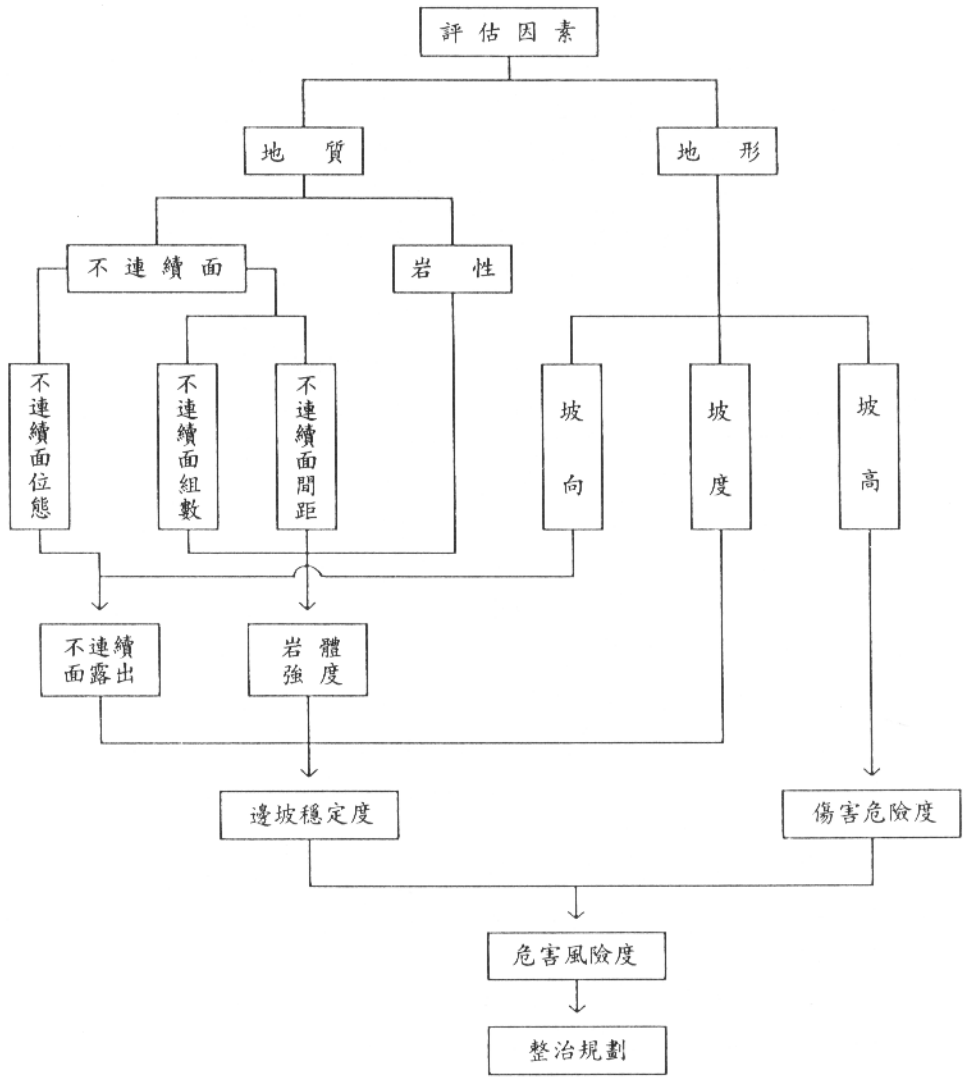 評估因素
地質
地形
不連續面
岩性
不連續面位態
不連續面組數
不連續面間距
坡向
坡度
坡高
不連續
面露出
岩體
強度
邊坡穩定度
傷害危險度
危害風險度
整治規劃